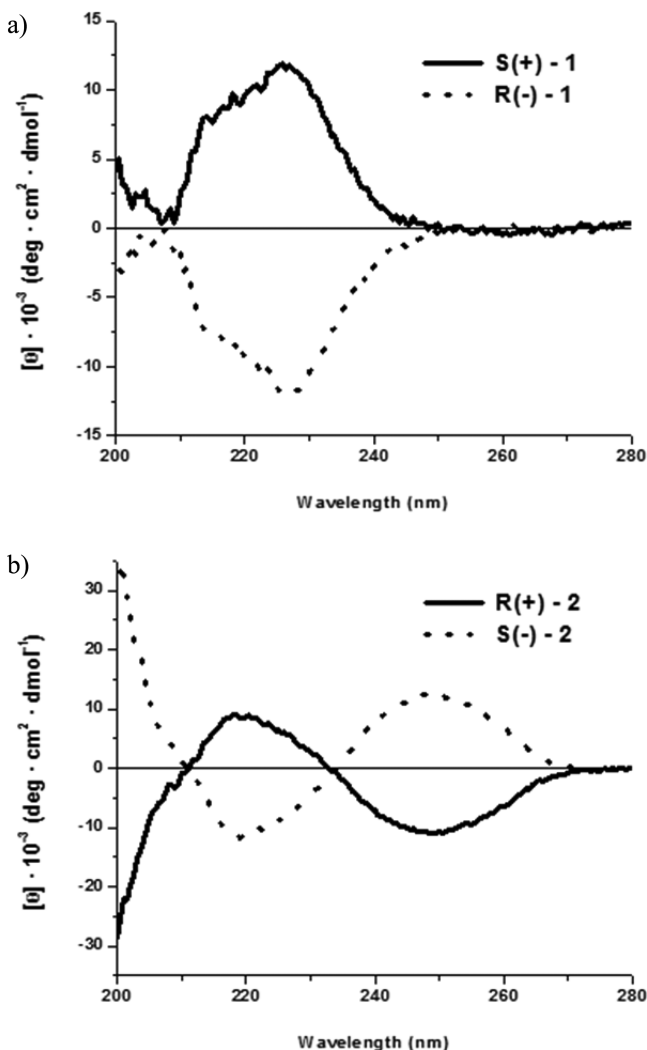 a)
S(+) - 1
R(-) - 1
15
10
5
0
-5
-10
-15
[θ] · 10⁻³ (deg · cm² · dmol⁻¹)
200 220 240 260 280
Wavelength (nm)
b)
R(+) - 2
S(-) - 2
30
20
10
0
-10
-20
-30
[θ] · 10⁻³ (deg · cm² · dmol⁻¹)
200 220 240 260 280
Wavelength (nm)